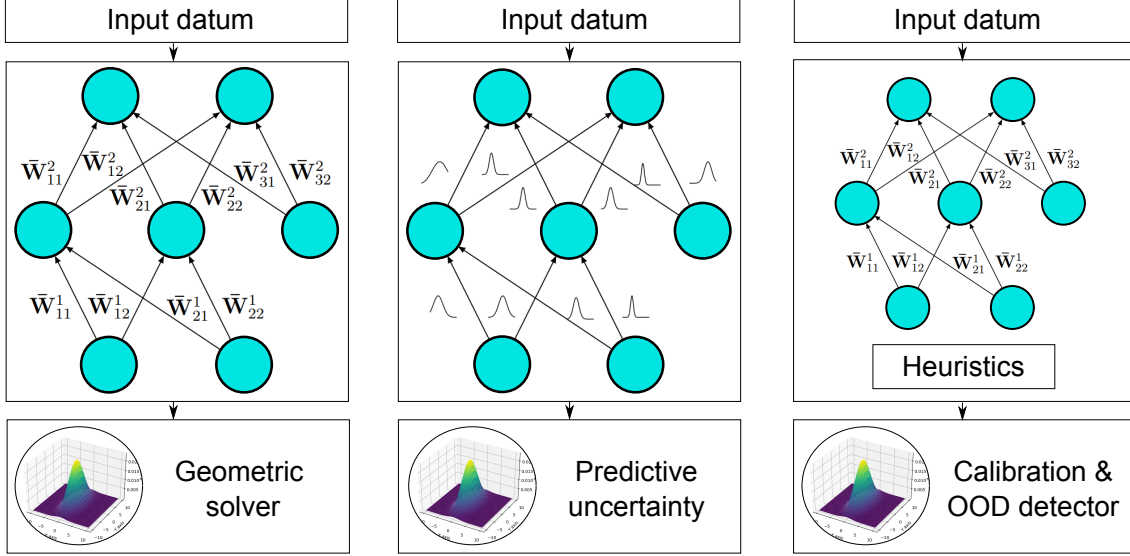 Input datum
W̄²₁₁
W̄²₁₂
W̄²₂₁
W̄²₂₂
W̄²₃₁
W̄²₃₂
W̄¹₁₁
W̄¹₁₂
W̄¹₂₁
W̄¹₂₂
Geometric
solver
Input datum
Predictive
uncertainty
Input datum
W̄²₁₁
W̄²₁₂
W̄²₂₁
W̄²₂₂
W̄²₃₁
W̄²₃₂
W̄¹₁₁
W̄¹₁₂
W̄¹₂₁
W̄¹₂₂
Heuristics
Calibration &
OOD detector